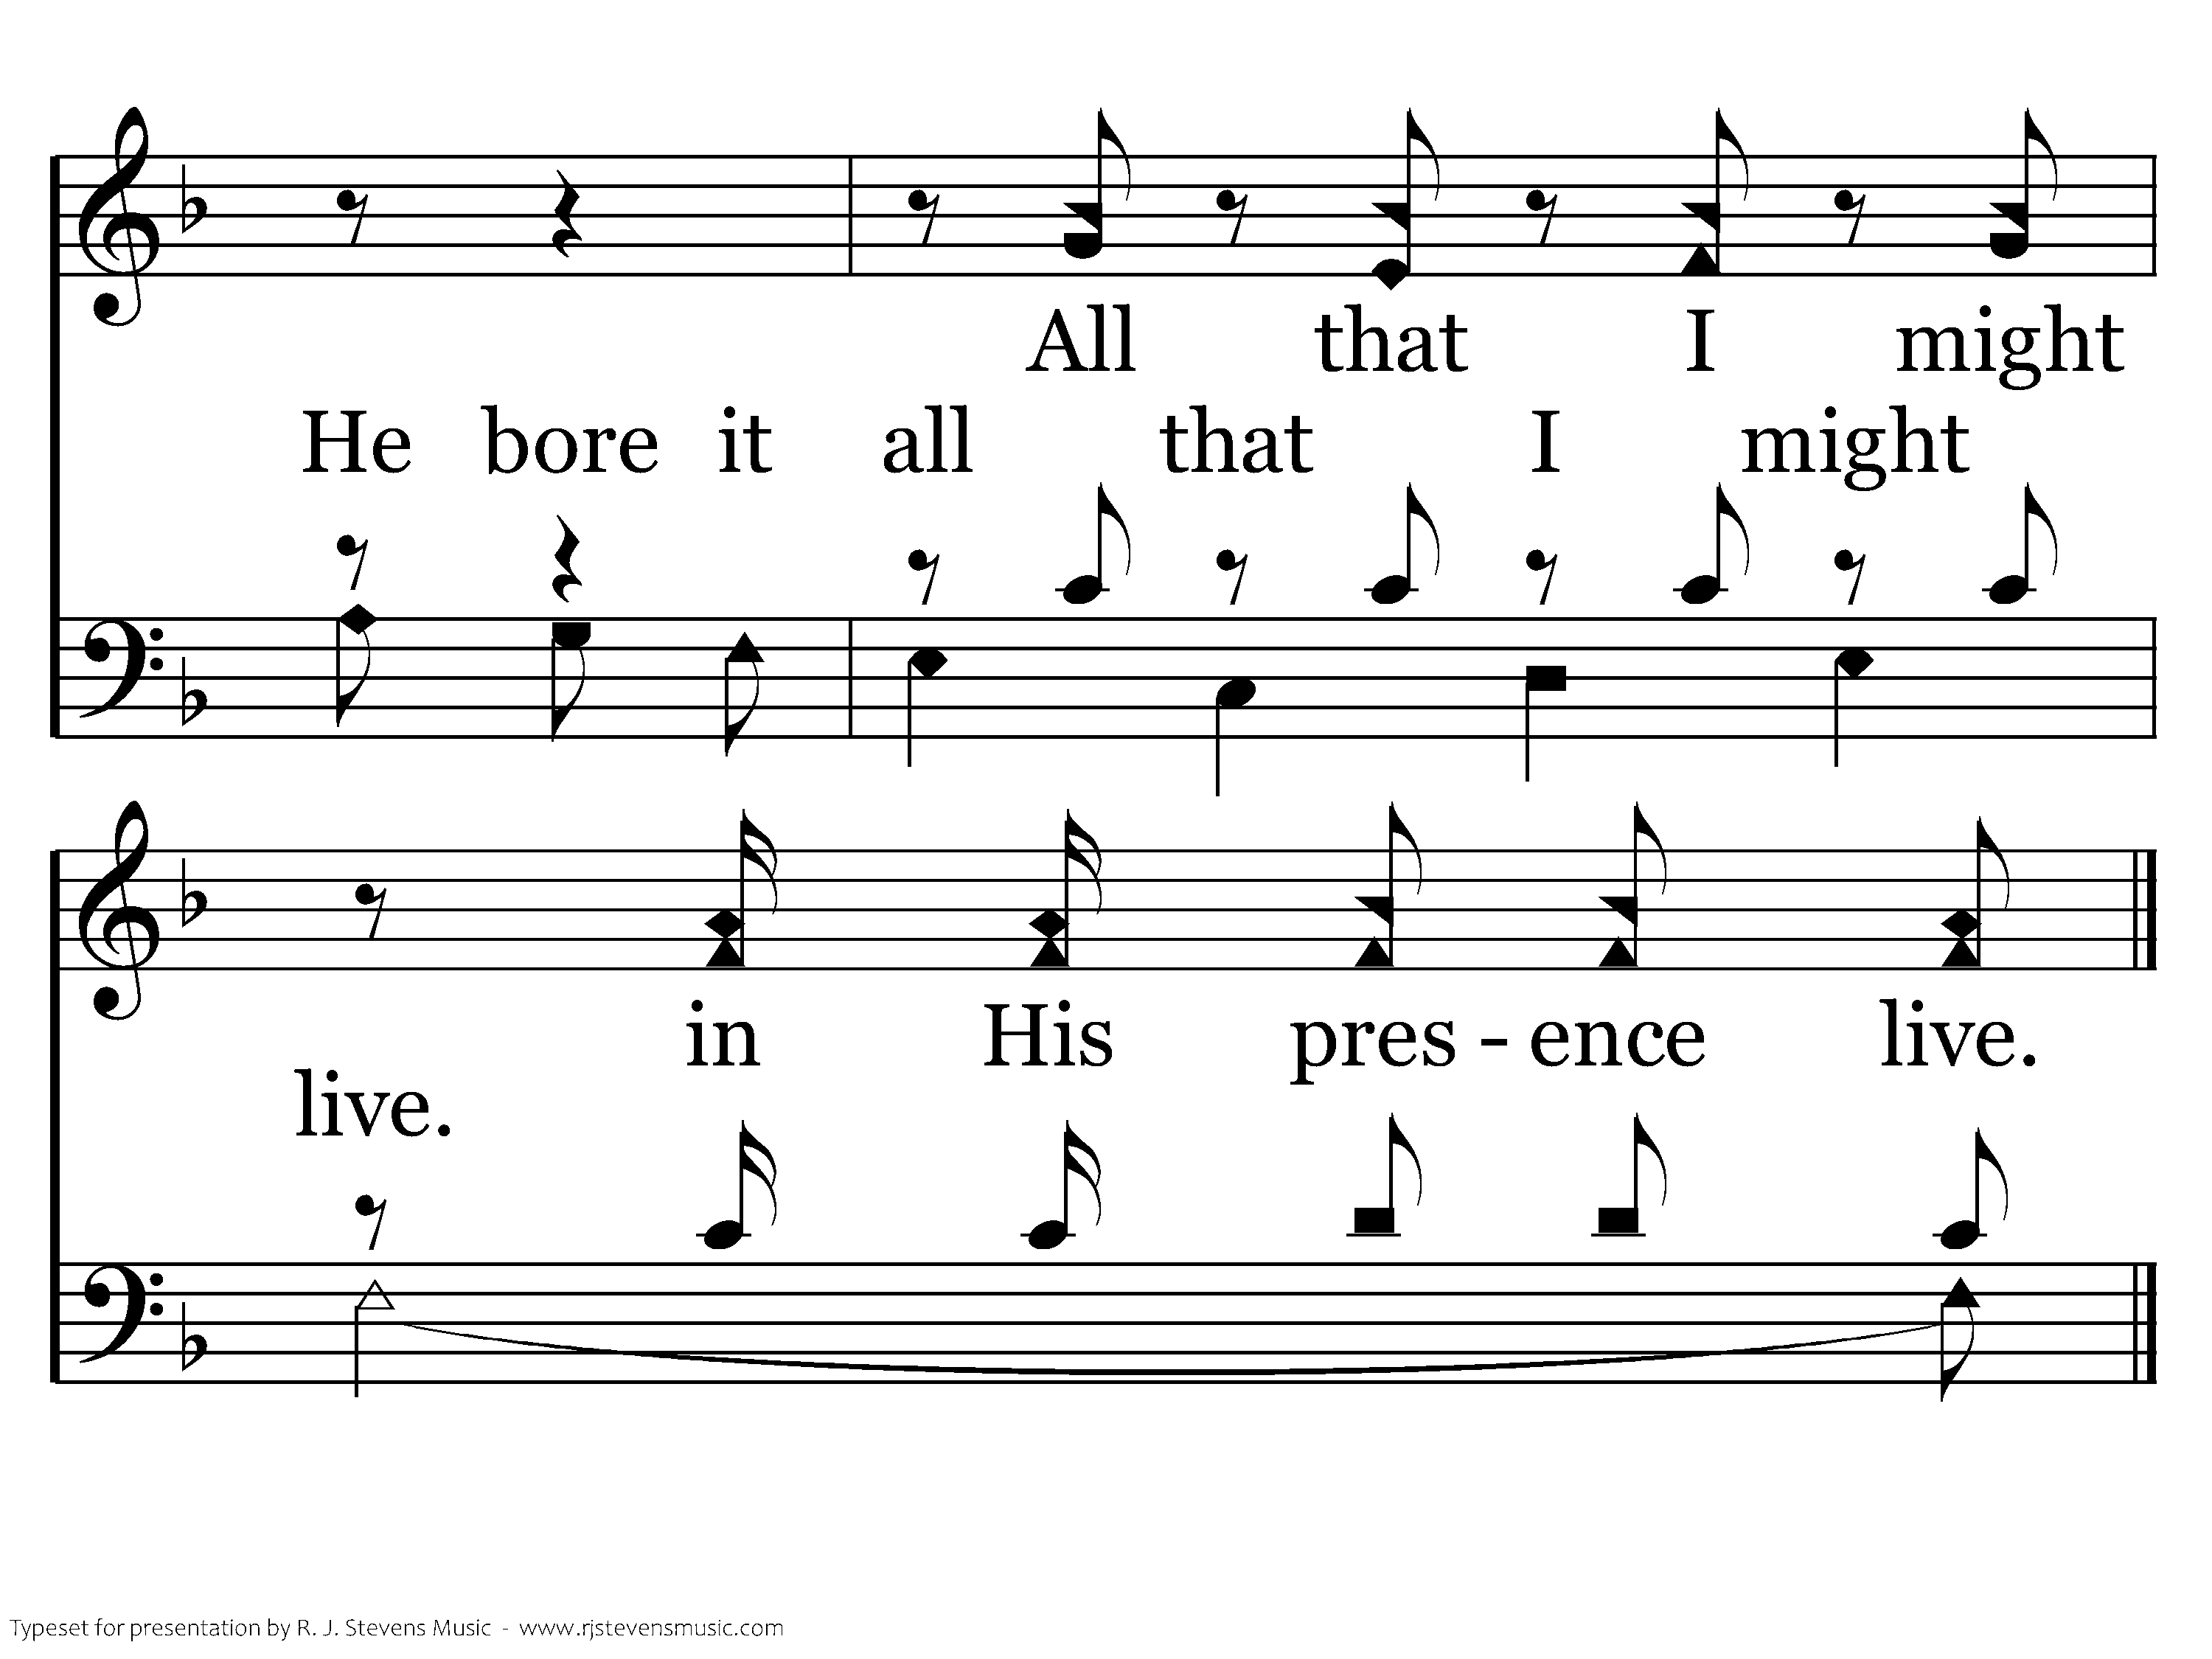 All that I might
He bore it all that I might
in His pres - ence live.
live.
Typeset for presentation by R. J. Stevens Music - www.rjstevensmusic.com